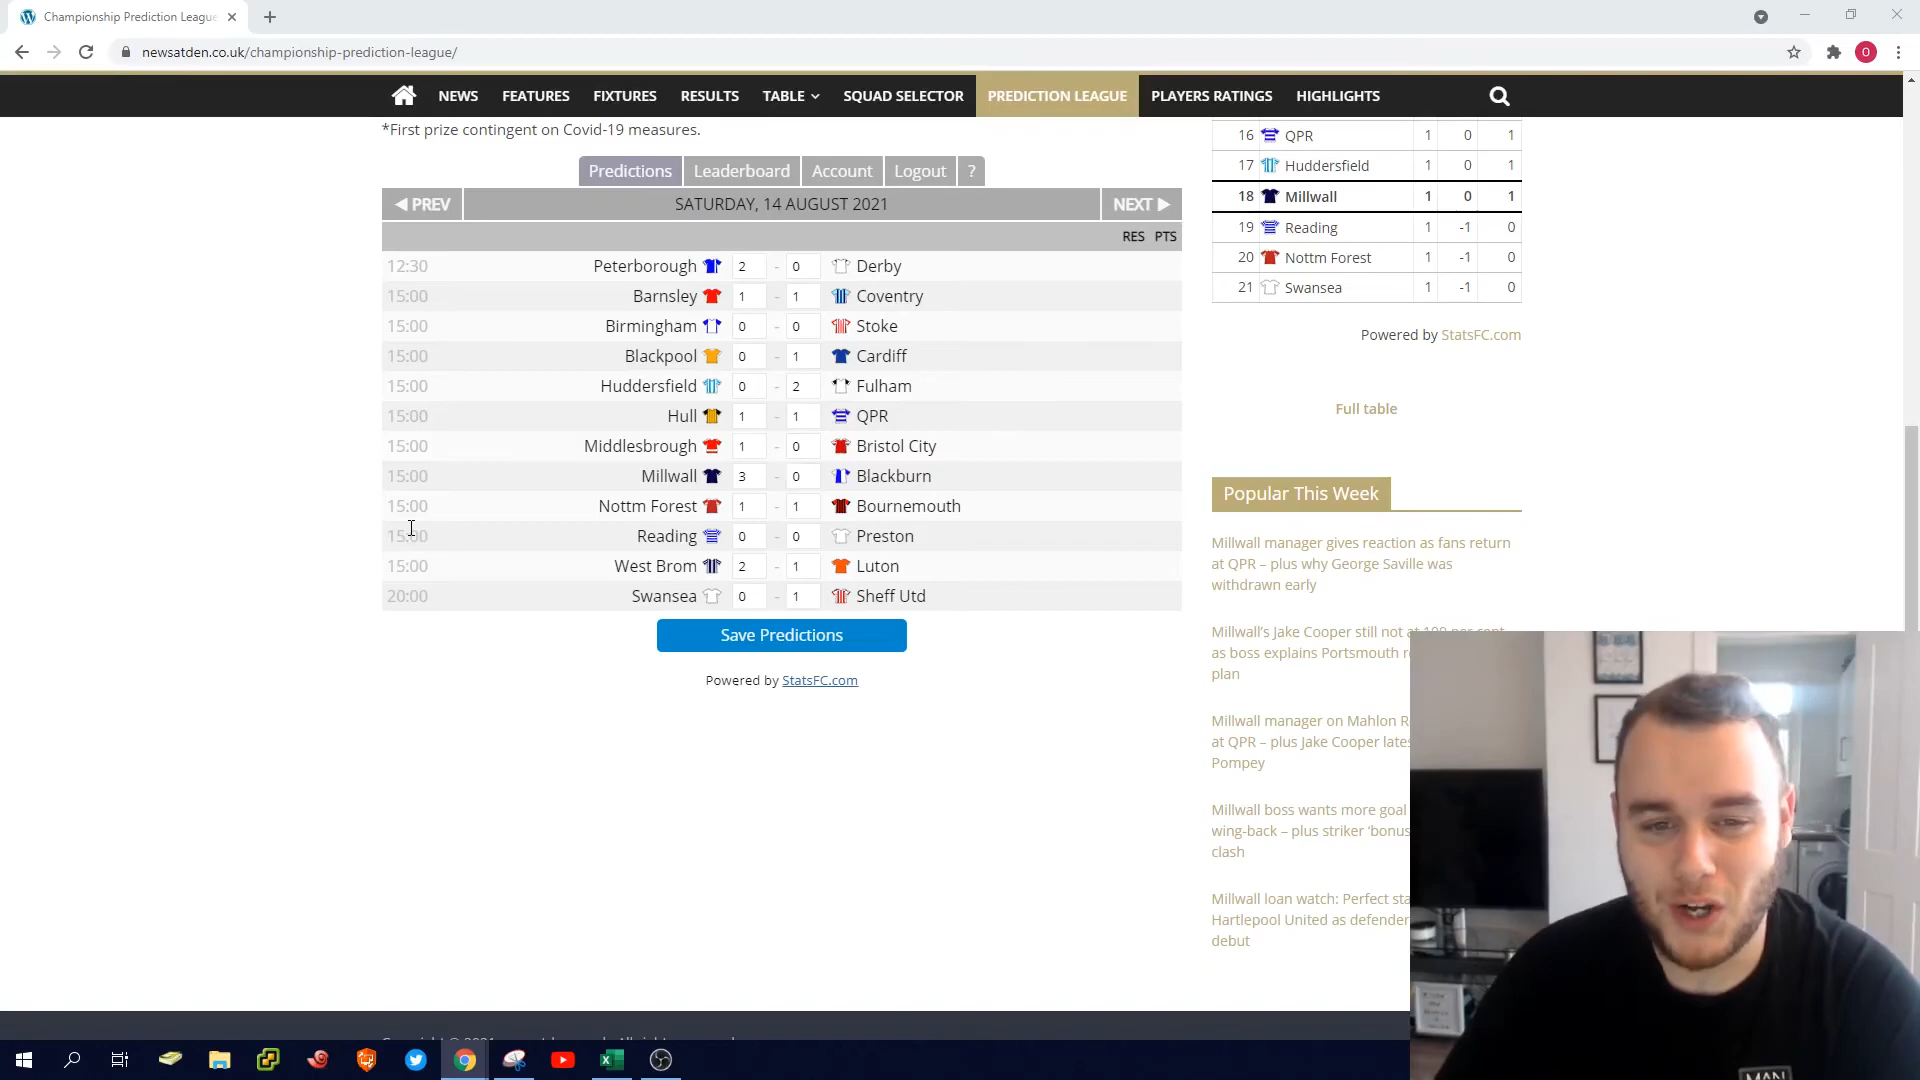 Championship Prediction League
newsatden.co.uk/championship-prediction-league/
O
NEWS FEATURES FIXTURES RESULTS TABLE SQUAD SELECTOR PREDICTION LEAGUE PLAYERS RATINGS HIGHLIGHTS
*First prize contingent on Covid-19 measures.
Predictions Leaderboard Account Logout ?
PREV SATURDAY, 14 AUGUST 2021 NEXT
RES PTS
12:30 Peterborough 2 - 0 Derby
15:00 Barnsley 1 - 1 Coventry
15:00 Birmingham 0 - 0 Stoke
15:00 Blackpool 0 - 1 Cardiff
15:00 Huddersfield 0 - 2 Fulham
15:00 Hull 1 - 1 QPR
15:00 Middlesbrough 1 - 0 Bristol City
15:00 Millwall 3 - 0 Blackburn
15:00 Nottm Forest 1 - 1 Bournemouth
15:00 Reading 0 - 0 Preston
15:00 West Brom 2 - 1 Luton
20:00 Swansea 0 - 1 Sheff Utd
Save Predictions
Powered by StatsFC.com
16 QPR 1 0 1
17 Huddersfield 1 0 1
18 Millwall 1 0 1
19 Reading 1 -1 0
20 Nottm Forest 1 -1 0
21 Swansea 1 -1 0
Powered by StatsFC.com
Full table
Popular This Week
Millwall manager gives reaction as fans return
at QPR – plus why George Saville was
withdrawn early
Millwall's Jake Cooper still not at 100 per cent
as boss explains Portsmouth
plan
Millwall manager on Mahlon
at QPR – plus Jake Cooper
Pompey
Millwall boss wants more goal
wing-back – plus striker 'bonus
clash
Millwall loan watch: Perfect
Hartlepool United as defender
debut
MAN